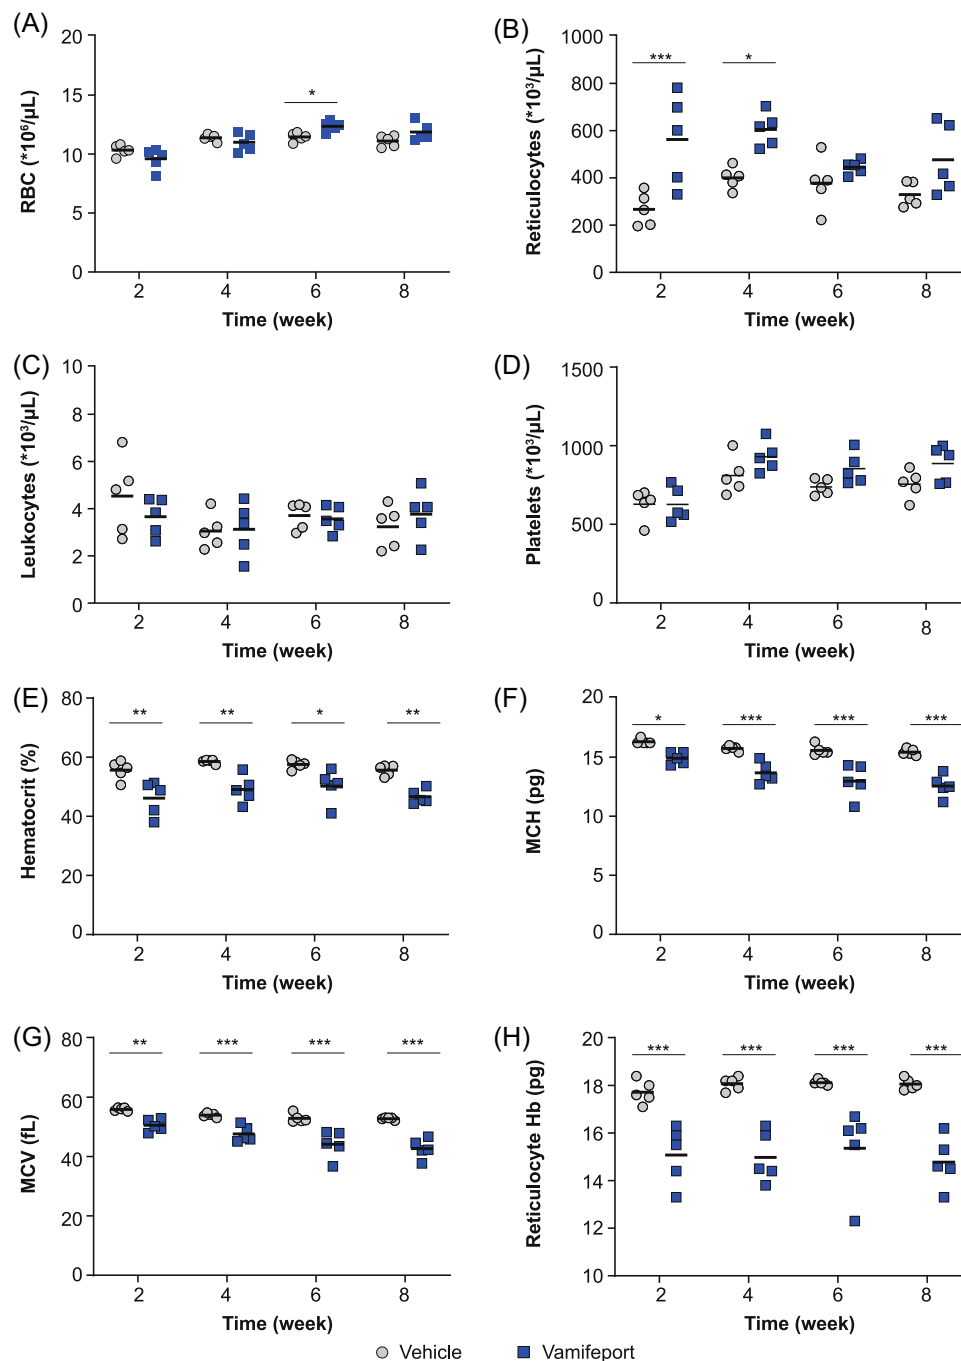 (A)
RBC (*10⁶/µL)
20
15
10
5
0
*
2 4 6 8
Time (week)
(B)
Reticulocytes (*10³/µL)
1000
800
600
400
200
0
*** *
2 4 6 8
Time (week)
(C)
Leukocytes (*10³/µL)
10
8
6
4
2
0
2 4 6 8
Time (week)
(D)
Platelets (*10³/µL)
1500
1000
500
0
2 4 6 8
Time (week)
(E)
Hematocrit (%)
80
60
40
20
0
** ** * **
2 4 6 8
Time (week)
(F)
MCH (pg)
20
15
10
5
0
* *** *** ***
2 4 6 8
Time (week)
(G)
MCV (fL)
80
60
40
20
0
** *** *** ***
2 4 6 8
Time (week)
(H)
Reticulocyte Hb (pg)
20
18
16
14
12
10
*** *** *** ***
2 4 6 8
Time (week)
Vehicle Vamifeport